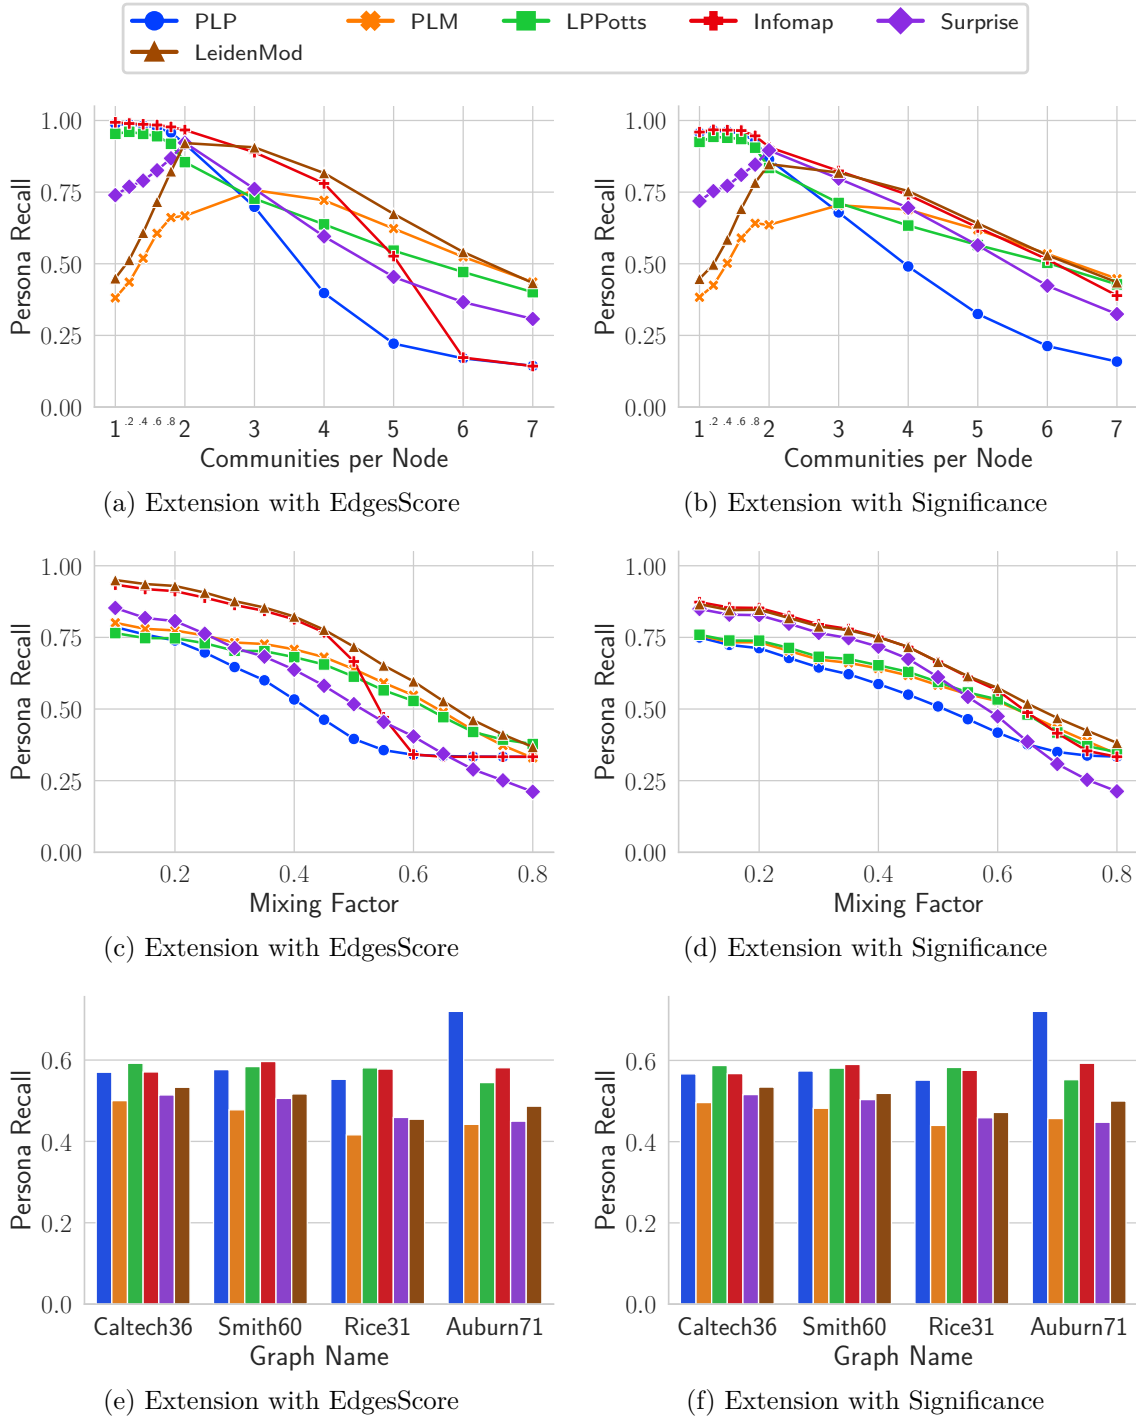 PLP PLM LPPotts Infomap Surprise
LeidenMod
1.00
0.75
0.50
0.25
0.00
Persona Recall
1 .2 .4 .6 .8 2 3 4 5 6 7
Communities per Node
(a) Extension with EdgesScore
1.00
0.75
0.50
0.25
0.00
Persona Recall
1 .2 .4 .6 .8 2 3 4 5 6 7
Communities per Node
(b) Extension with Significance
1.00
0.75
0.50
0.25
0.00
Persona Recall
0.2 0.4 0.6 0.8
Mixing Factor
(c) Extension with EdgesScore
1.00
0.75
0.50
0.25
0.00
Persona Recall
0.2 0.4 0.6 0.8
Mixing Factor
(d) Extension with Significance
0.6
0.4
0.2
0.0
Persona Recall
Caltech36 Smith60 Rice31 Auburn71
Graph Name
(e) Extension with EdgesScore
0.6
0.4
0.2
0.0
Persona Recall
Caltech36 Smith60 Rice31 Auburn71
Graph Name
(f) Extension with Significance